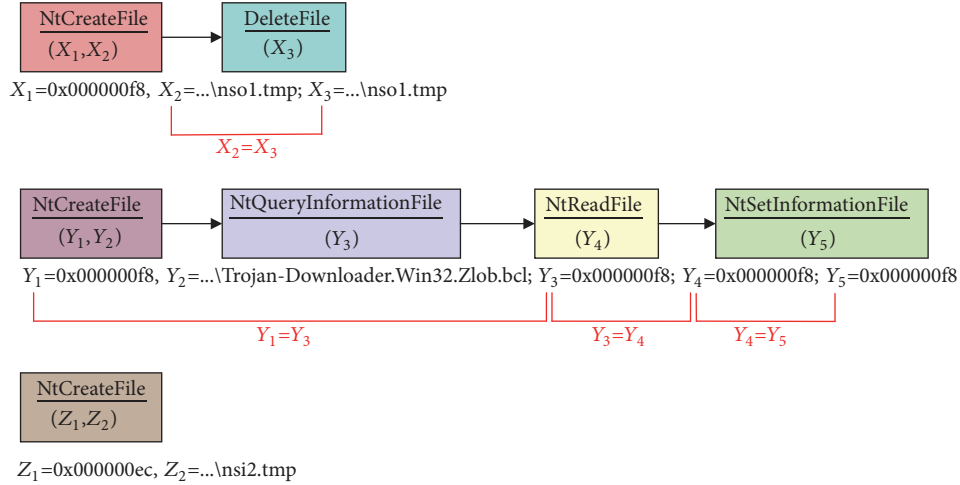 NtCreateFile DeleteFile
(X₁,X₂) (X₃)
X₁=0x000000f8, X₂=...\nso1.tmp; X₃=...\nso1.tmp
X₂=X₃
NtCreateFile NtQueryInformationFile NtReadFile NtSetInformationFile
(Y₁,Y₂) (Y₃) (Y₄) (Y₅)
Y₁=0x000000f8, Y₂=...\Trojan-Downloader.Win32.Zlob.bcl; Y₃=0x000000f8; Y₄=0x000000f8; Y₅=0x000000f8
Y₁=Y₃ Y₃=Y₄ Y₄=Y₅
NtCreateFile
(Z₁,Z₂)
Z₁=0x000000ec, Z₂=...\nsi2.tmp